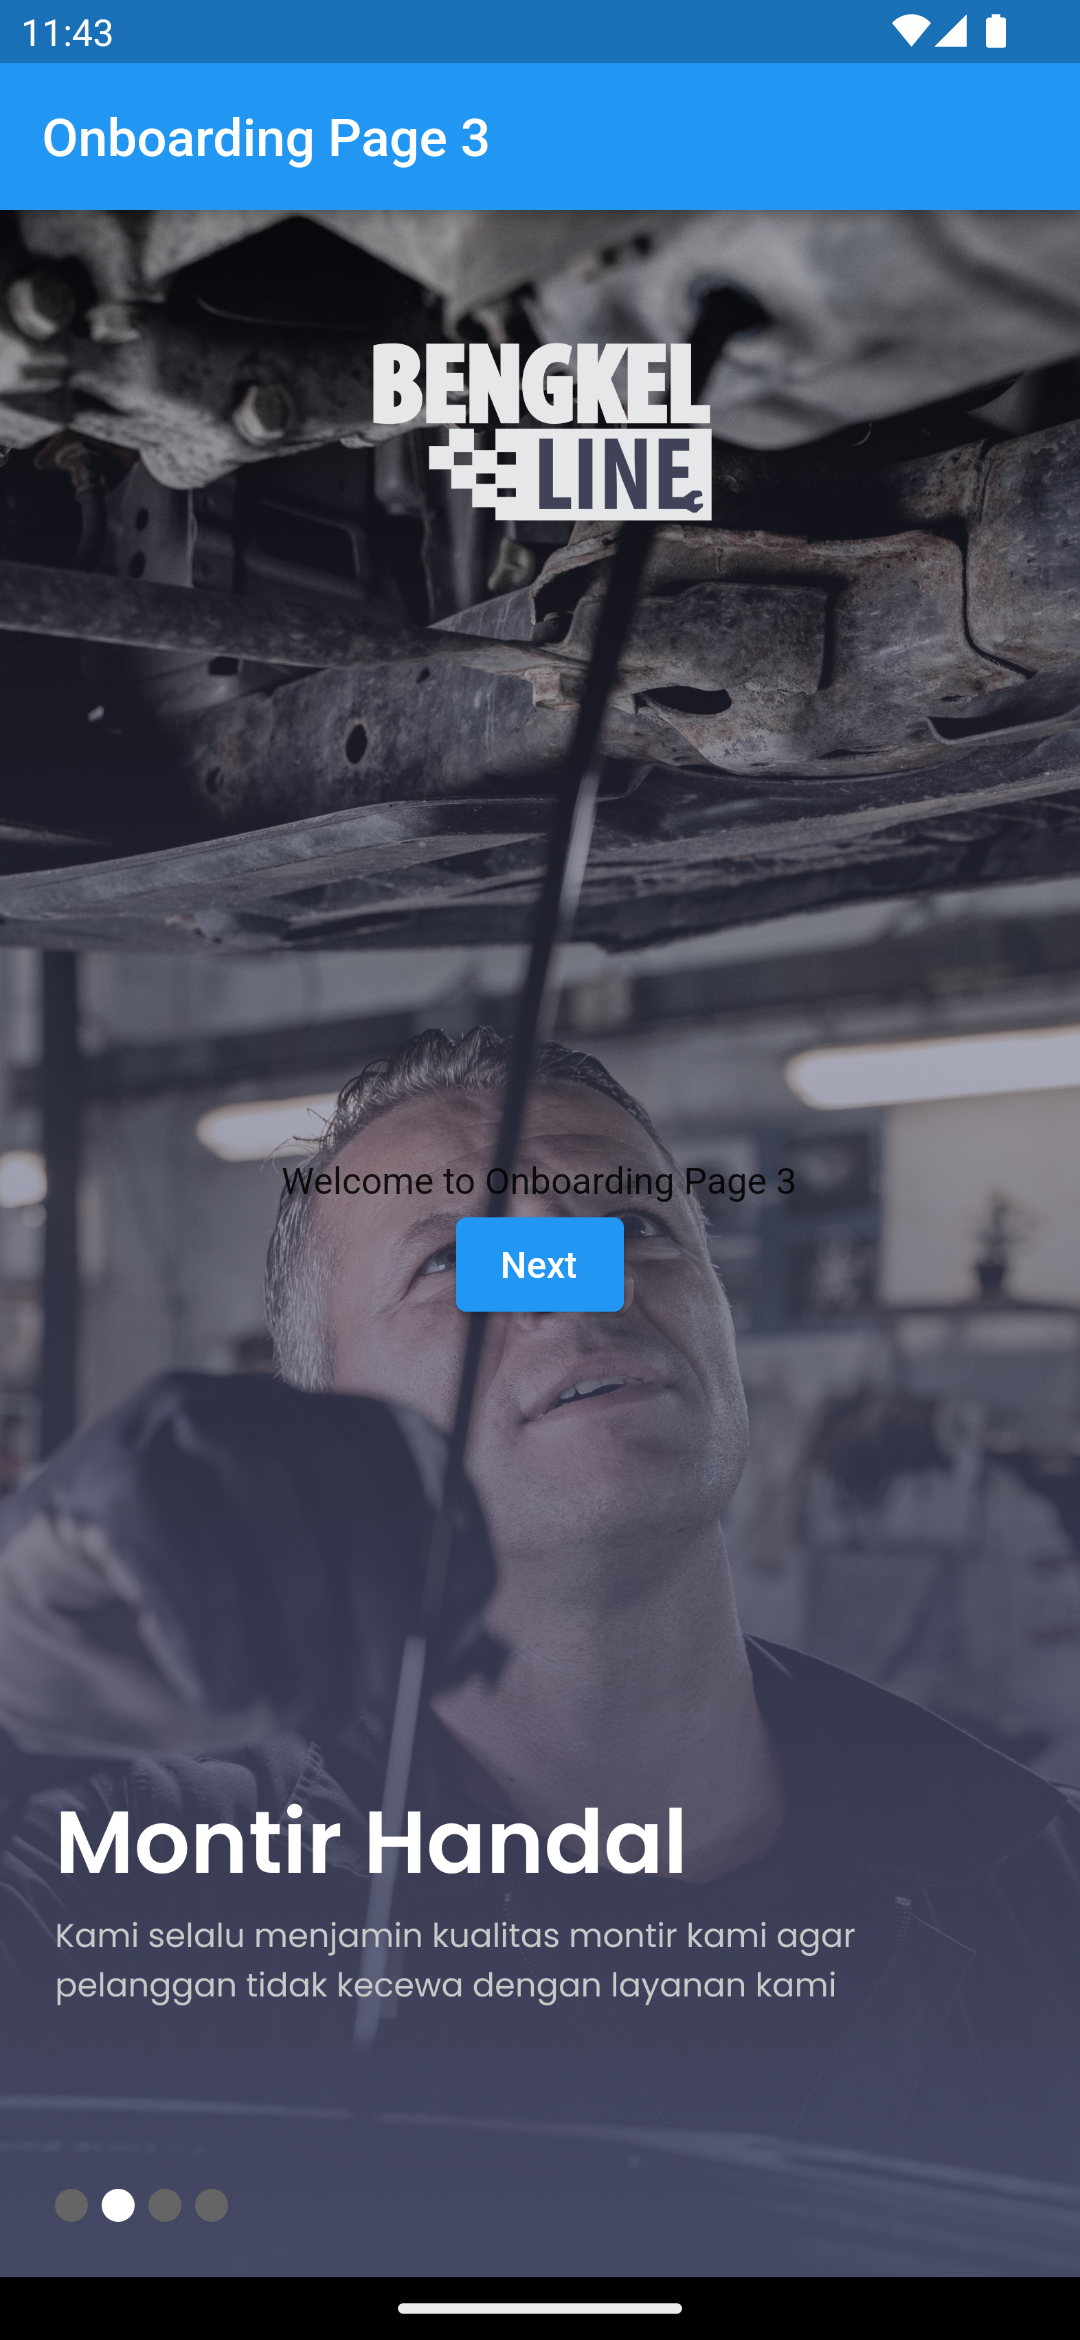 11:43
Onboarding Page 3
BENGKEL
LINE
Welcome to Onboarding Page 3
Next
Montir Handal
Kami selalu menjamin kualitas montir kami agar
pelanggan tidak kecewa dengan layanan kami